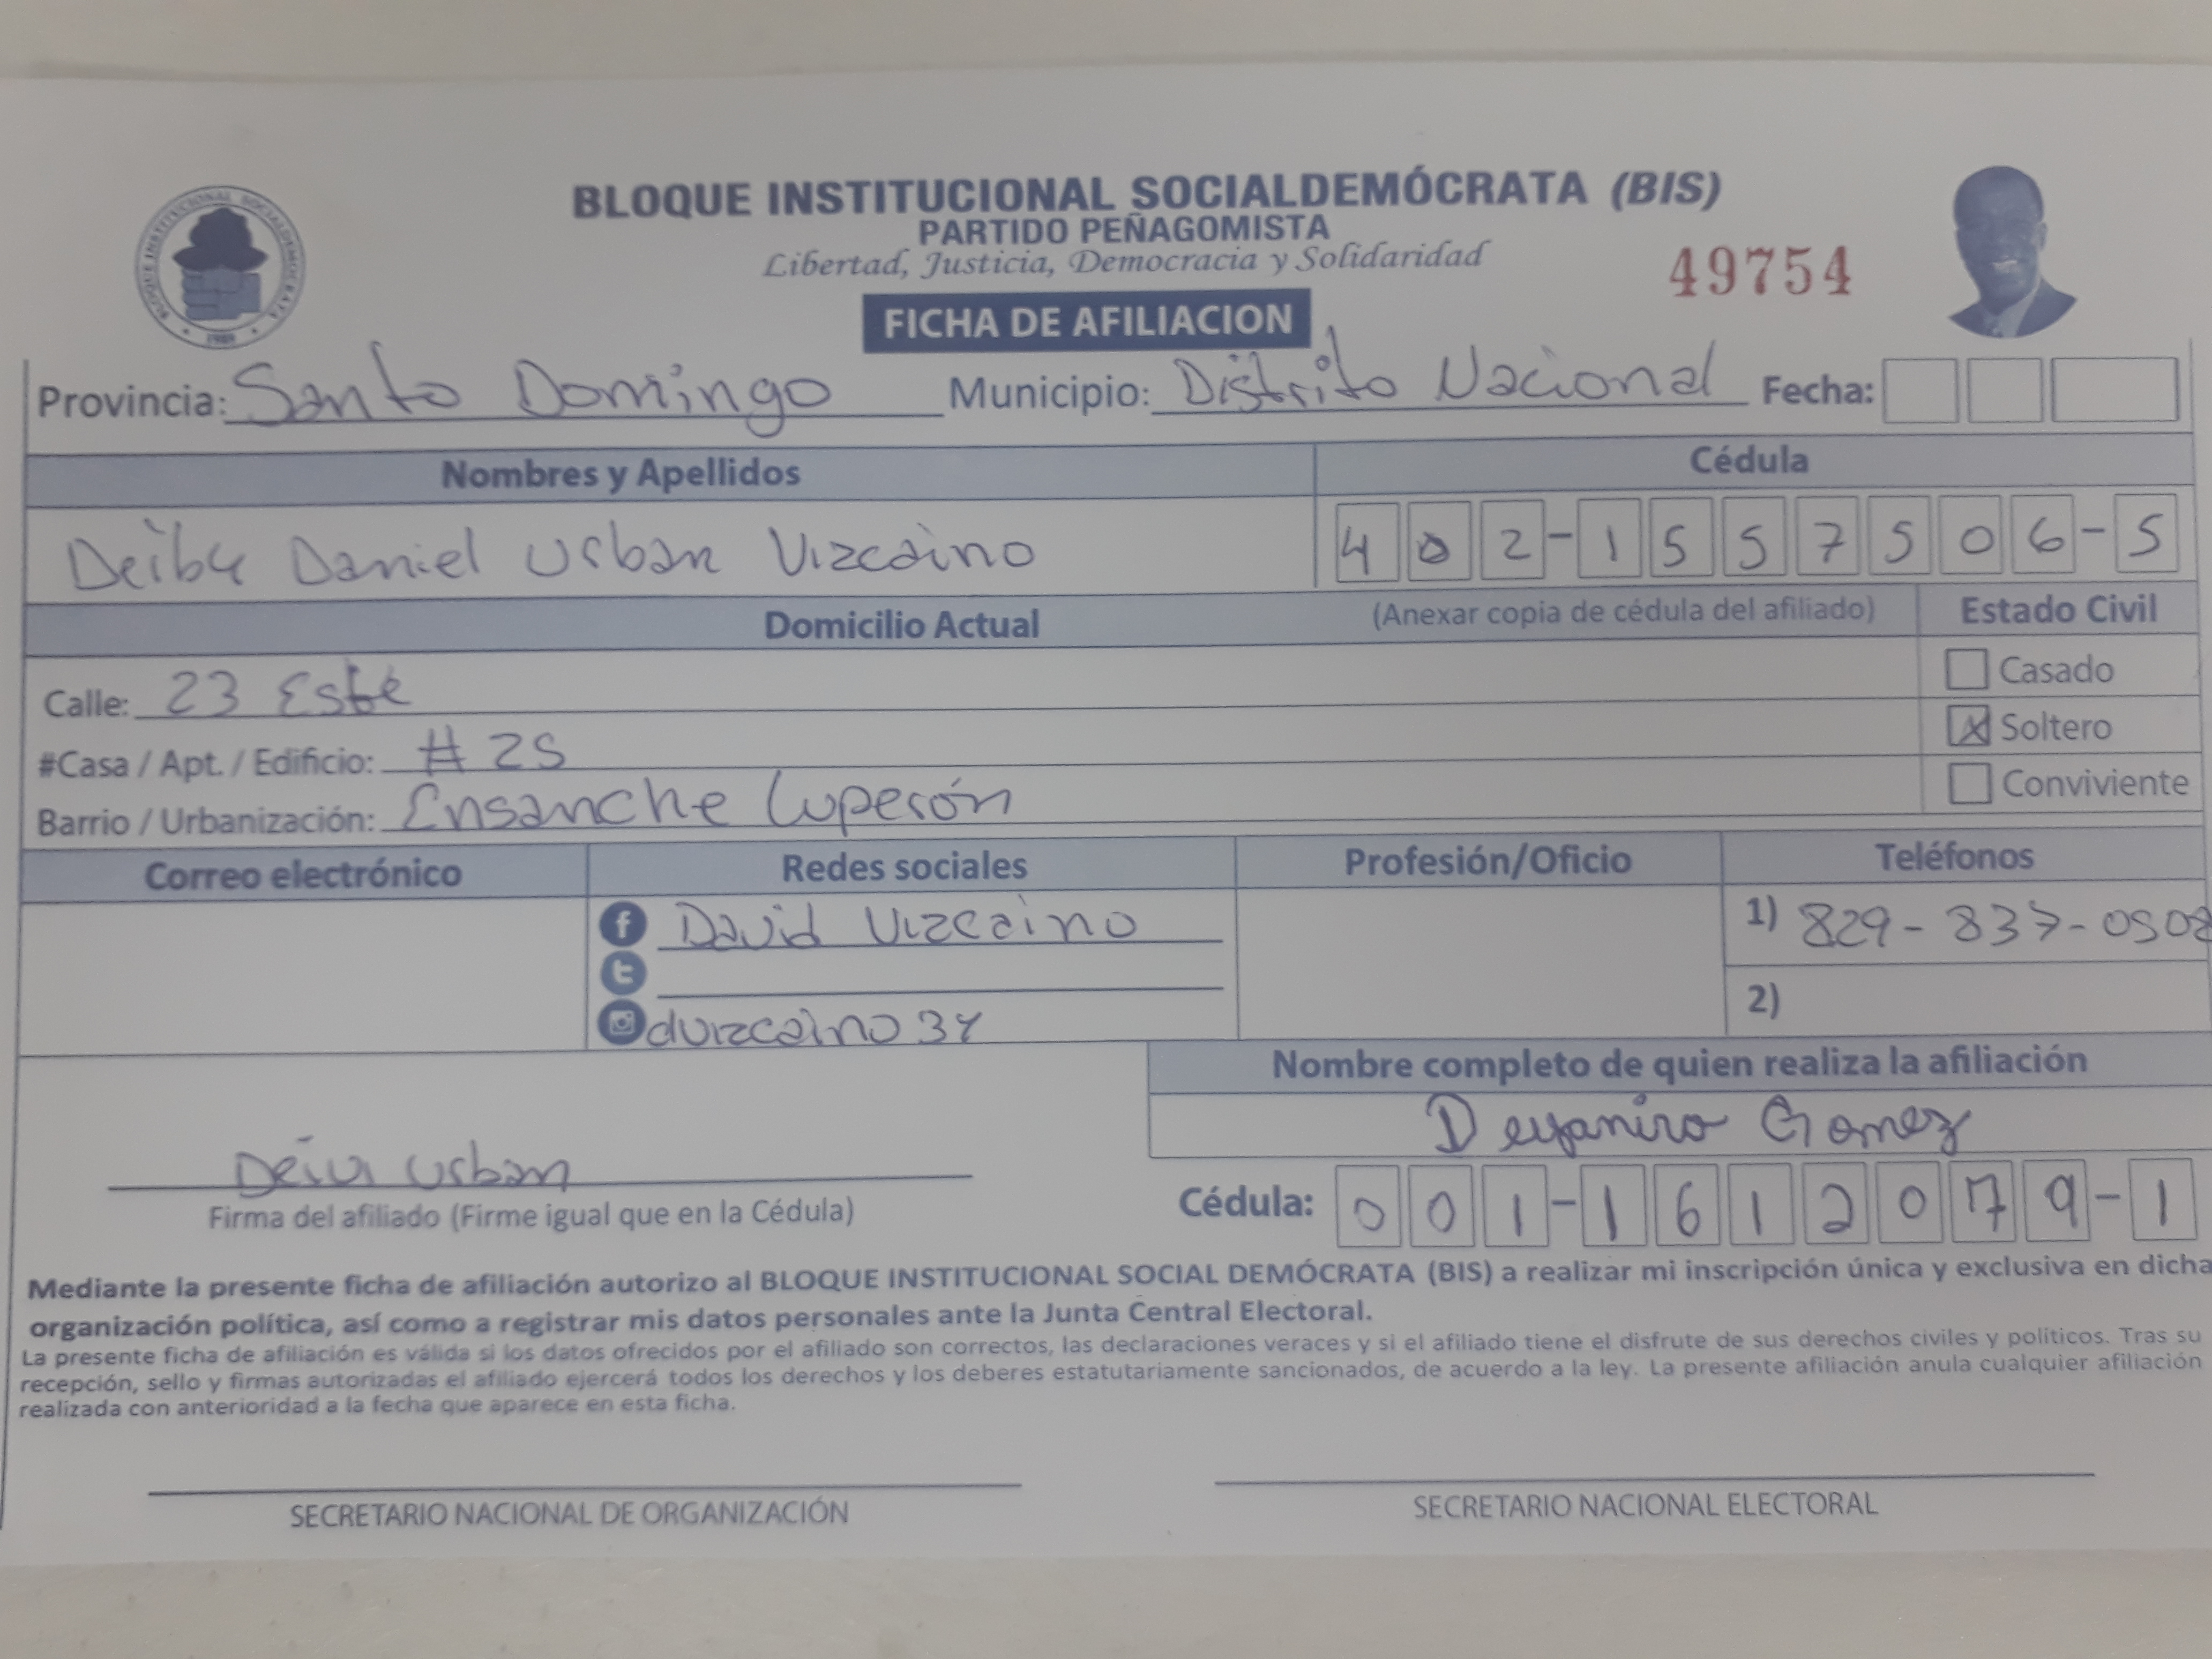 BLOQUE INSTITUCIONAL SOCIALDEMÓCRATA (BIS)
PARTIDO PEÑAGOMISTA
Libertad, Justicia, Democracia y Solidaridad
49754
FICHA DE AFILIACION
BLOQUE INSTITUCIONAL SOCIALDEMOCRATA
Provincia: Santo Domingo Municipio: Distrito Nacional Fecha:
Nombres y Apellidos Cédula
Daniel Urban Vizcaino 402-1557506-5
Domicilio Actual (Anexar copia de cédula del afiliado) Estado Civil
Calle: 23 Este
Casado
#Casa / Apt. / Edificio: # 25
Soltero
Barrio / Urbanización: Ensanche Luperón
Conviviente
Correo electrónico Redes sociales Profesión/Oficio Teléfonos
David Vizcaino 1) 829-837-0508
2)
dvizcaino34
Nombre completo de quien realiza la afiliación
Deyanira Gomez
Urban
Firma del afiliado (Firme igual que en la Cédula)
Cédula: 001-1612079-1
Mediante la presente ficha de afiliación autorizo al BLOQUE INSTITUCIONAL SOCIAL DEMÓCRATA (BIS) a realizar mi inscripción única y exclusiva en dicha
organización política, así como a registrar mis datos personales ante la Junta Central Electoral.
La presente ficha de afiliación es válida si los datos ofrecidos por el afiliado son correctos, las declaraciones veraces y si el afiliado tiene el disfrute de sus derechos civiles y políticos. Tras su
recepción, sello y firmas autorizadas el afiliado ejercerá todos los derechos y los deberes estatutariamente sancionados, de acuerdo a la ley. La presente afiliación anula cualquier afiliación
realizada con anterioridad a la fecha que aparece en esta ficha.
SECRETARIO NACIONAL DE ORGANIZACIÓN SECRETARIO NACIONAL ELECTORAL